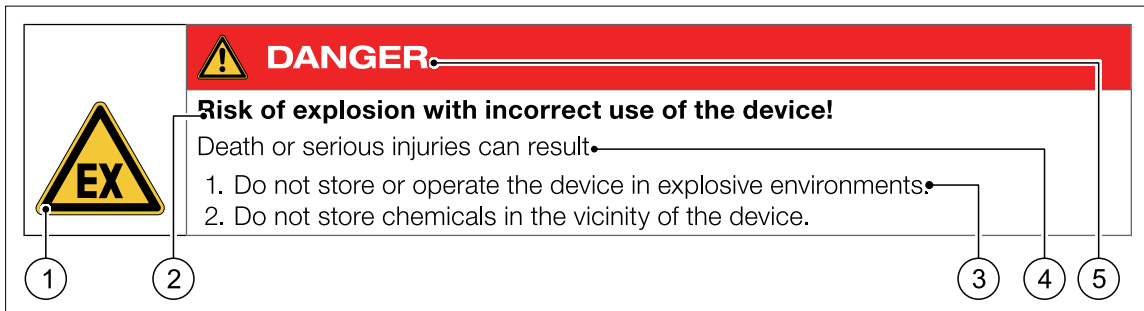 DANGER
EX
Risk of explosion with incorrect use of the device!
Death or serious injuries can result
1. Do not store or operate the device in explosive environments.
2. Do not store chemicals in the vicinity of the device.
1 2 3 4 5